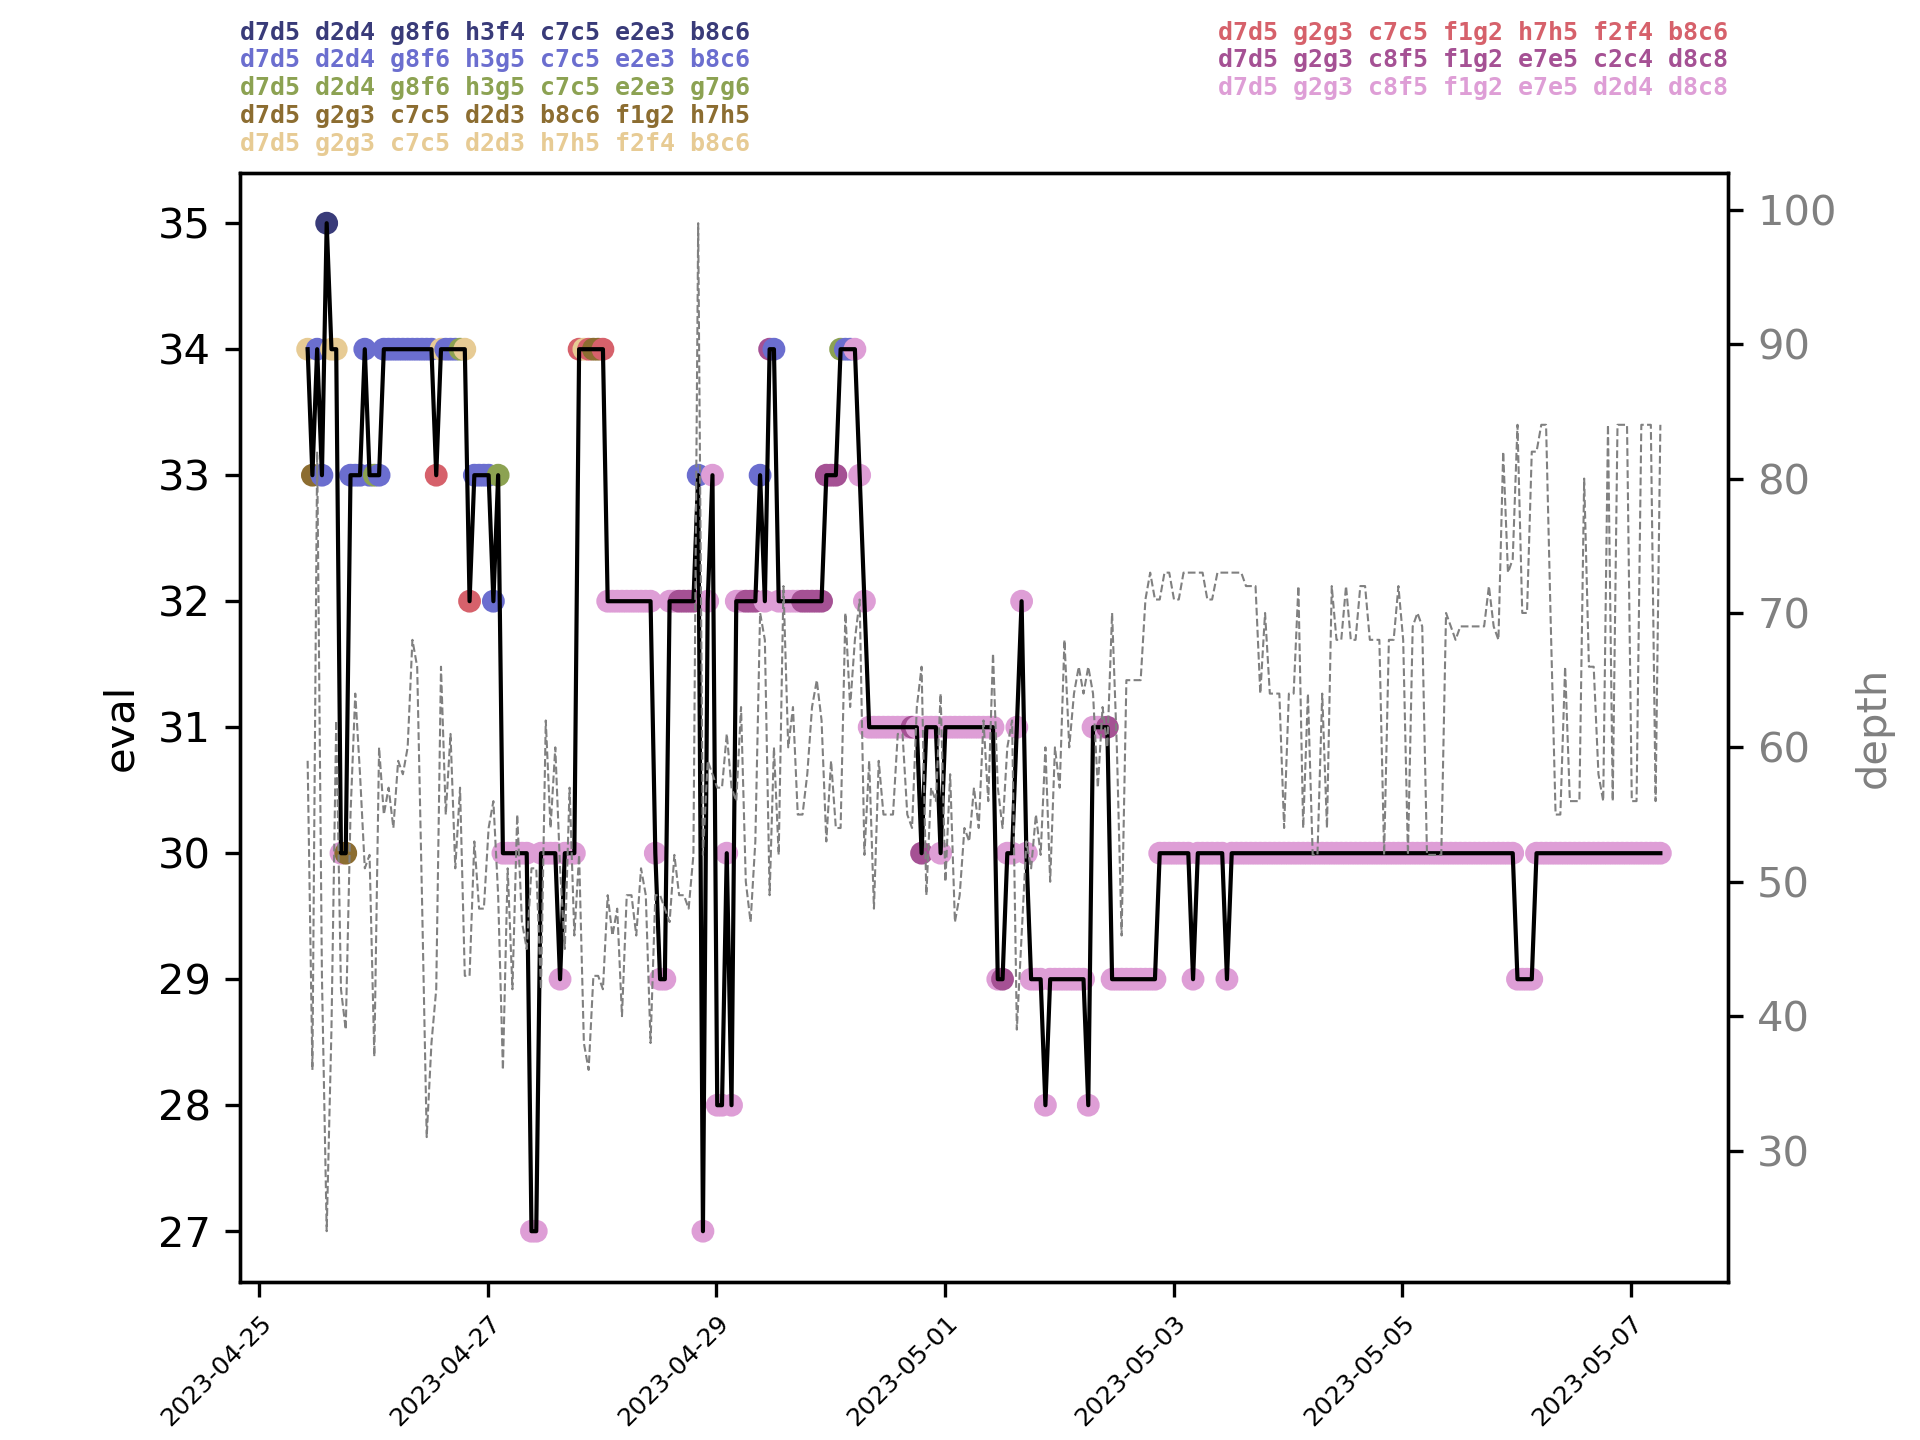 d7d5 d2d4 g8f6 h3f4 c7c5 e2e3 b8c6
d7d5 d2d4 g8f6 h3g5 c7c5 e2e3 b8c6
d7d5 d2d4 g8f6 h3g5 c7c5 e2e3 g7g6
d7d5 g2g3 c7c5 d2d3 b8c6 f1g2 h7h5
d7d5 g2g3 c7c5 d2d3 h7h5 f2f4 b8c6
d7d5 g2g3 c7c5 f1g2 h7h5 f2f4 b8c6
d7d5 g2g3 c8f5 f1g2 e7e5 c2c4 d8c8
d7d5 g2g3 c8f5 f1g2 e7e5 d2d4 d8c8
eval
35
34
33
32
31
30
29
28
27
100
90
80
70
60
50
40
30
depth
2023-04-25
2023-04-27
2023-04-29
2023-05-01
2023-05-03
2023-05-05
2023-05-07